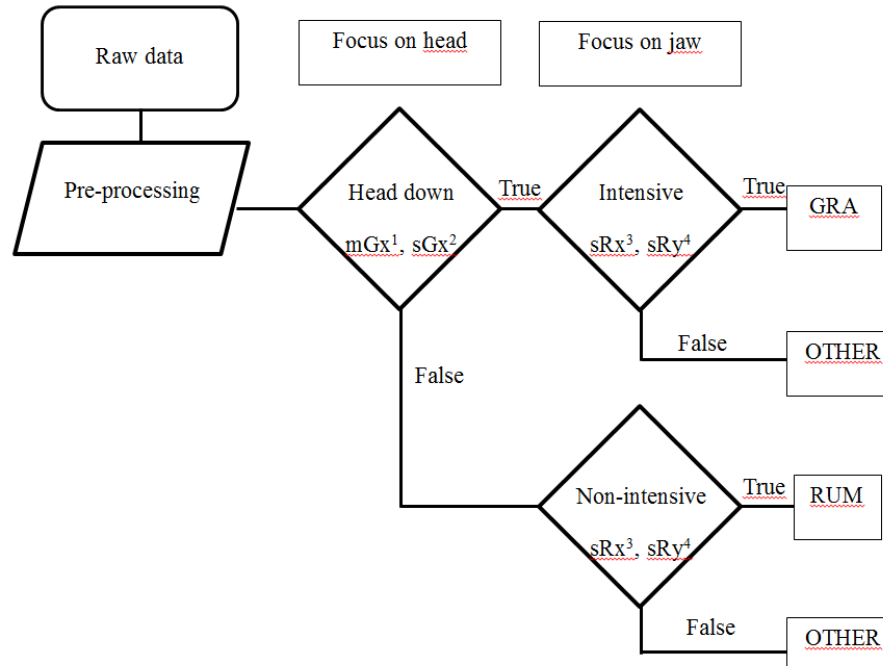 Raw data
Focus on head
Focus on jaw
Pre-processing
Head down
mGx¹, sGx²
True
Intensive
sRx³, sRy⁴
True
GRA
False
OTHER
False
Non-intensive
sRx³, sRy⁴
True
RUM
False
OTHER